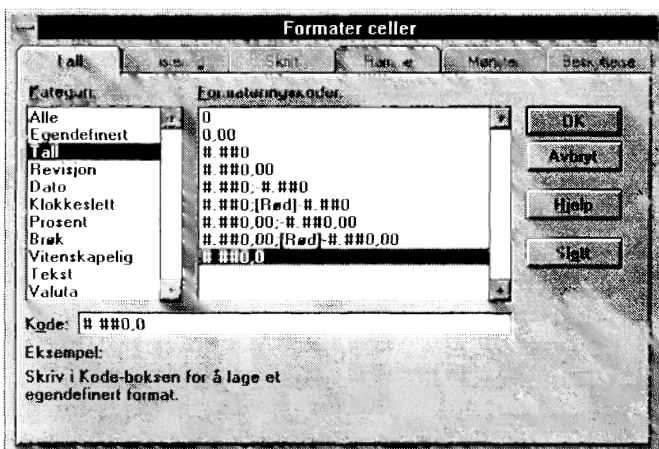 Formater celler
Tall Skrift
Kategori:
Formateringskoder:
Alle
Egendefinert
Tall
Revisjon
Dato
Klokkeslett
Prosent
Brøk
Vitenskapelig
Tekst
Valuta
0
0,00
#.##0
#.##0,00
#.##0;-#.##0
#.##0;[Rød]-#.##0
#.##0,00;-#.##0,00
#.##0,00;[Rød]-#.##0,00
#.##0,0
OK
Avbryt
Hjelp
Slett
Kode: #.##0,0
Eksempel:
Skriv i Kode-boksen for å lage et
egendefinert format.